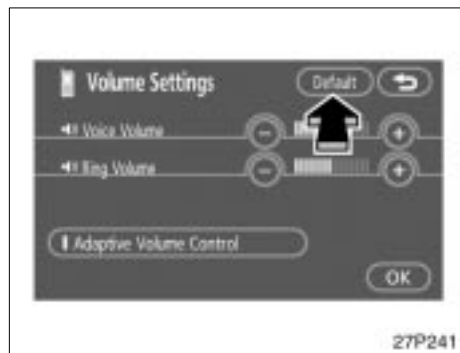 Volume Settings Default
Voice Volume − +
Ring Volume − +
Adaptive Volume Control
OK
27P241